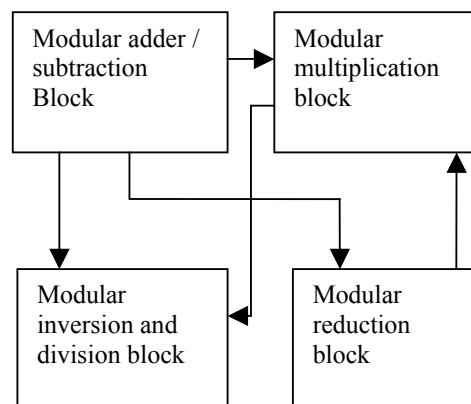 Modular adder /
subtraction
Block
Modular
multiplication
block
Modular
inversion and
division block
Modular
reduction
block